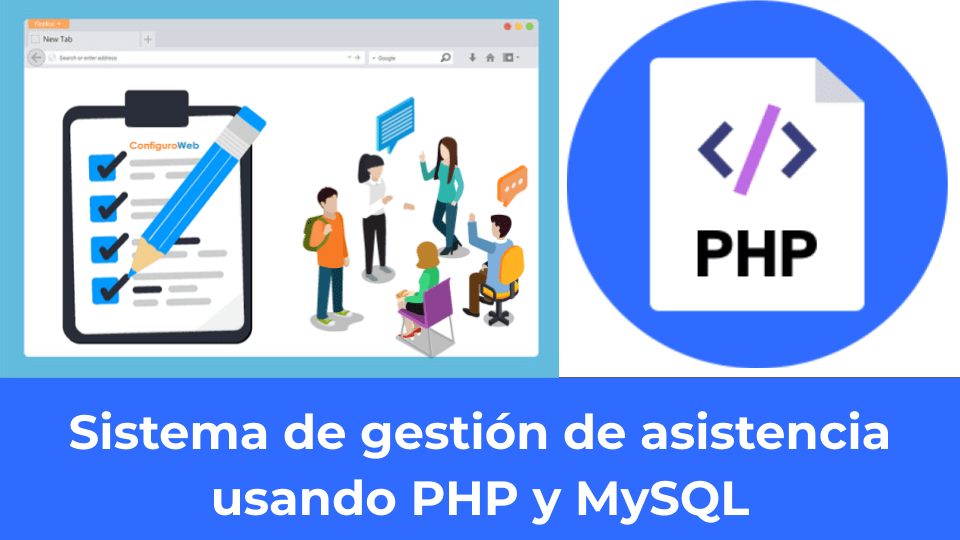 Firefox
New Tab
Search or enter address
Google
ConfiguroWeb
PHP
Sistema de gestión de asistencia
usando PHP y MySQL